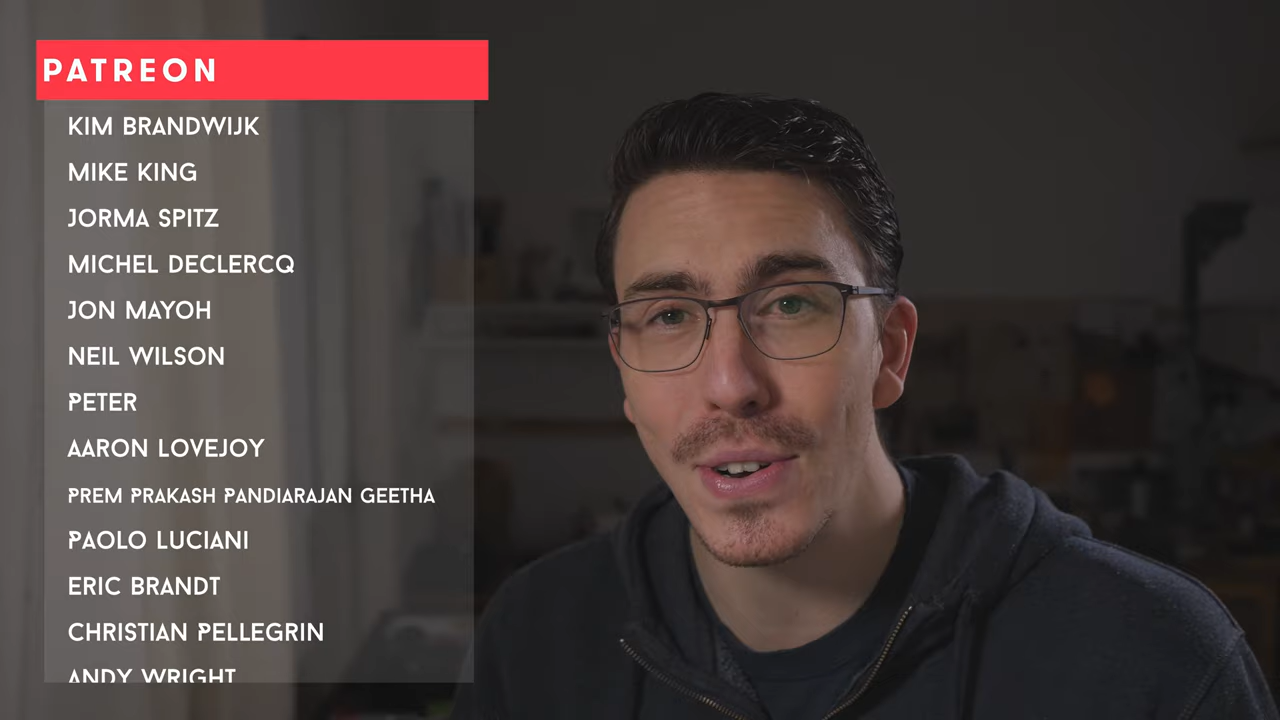 PATREON
KIM BRANDWIJK
MIKE KING
JORMA SPITZ
MICHEL DECLERCQ
JON MAYOH
NEIL WILSON
PETER
AARON LOVEJOY
PREM PRAKASH PANDIARAJAN GEETHA
PAOLO LUCIANI
ERIC BRANDT
CHRISTIAN PELLEGRIN
ANDY WRIGHT